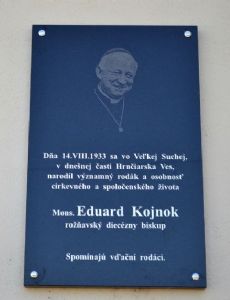 Dňa 14.VIII.1933 sa vo Veľkej Suchej,
v dnešnej časti Hrnčiarska Ves,
narodil významný rodák a osobnosť
cirkevného a spoločenského života
Mons. Eduard Kojnok
rožňavský diecézny biskup
Spomínajú vďační rodáci.